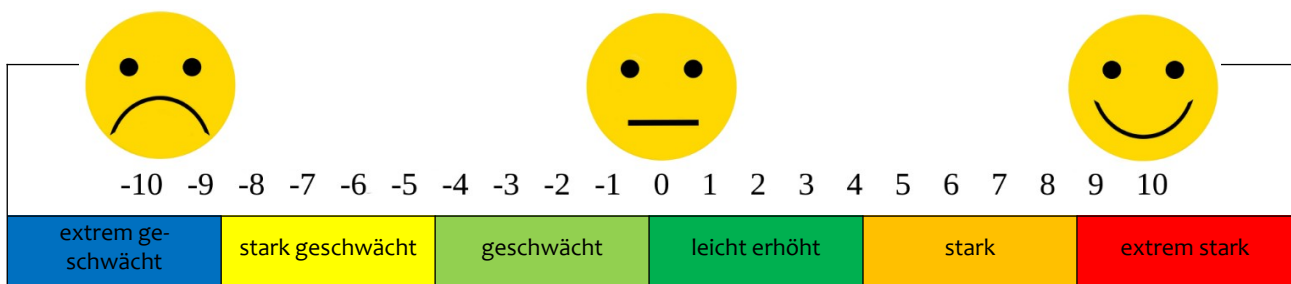 -10 -9 -8 -7 -6 -5 -4 -3 -2 -1 0 1 2 3 4 5 6 7 8 9 10
extrem ge-
schwächt
stark geschwächt
geschwächt
leicht erhöht
stark
extrem stark